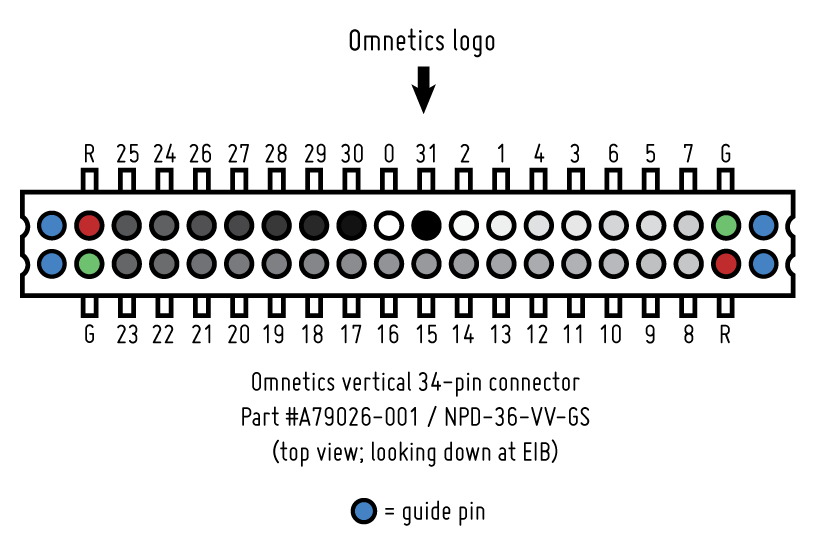 Omnetics logo
R 25 24 26 27 28 29 30 0 31 2 1 4 3 6 5 7 G
G 23 22 21 20 19 18 17 16 15 14 13 12 11 10 9 8 R
Omnetics vertical 34-pin connector
Part #A79026-001 / NPD-36-VV-GS
(top view; looking down at EIB)
= guide pin